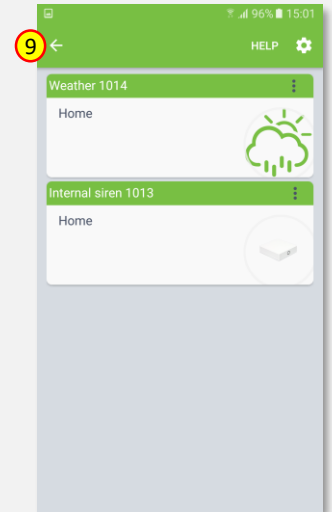 96% 15:01
9
HELP
Weather 1014
Home
Internal siren 1013
Home